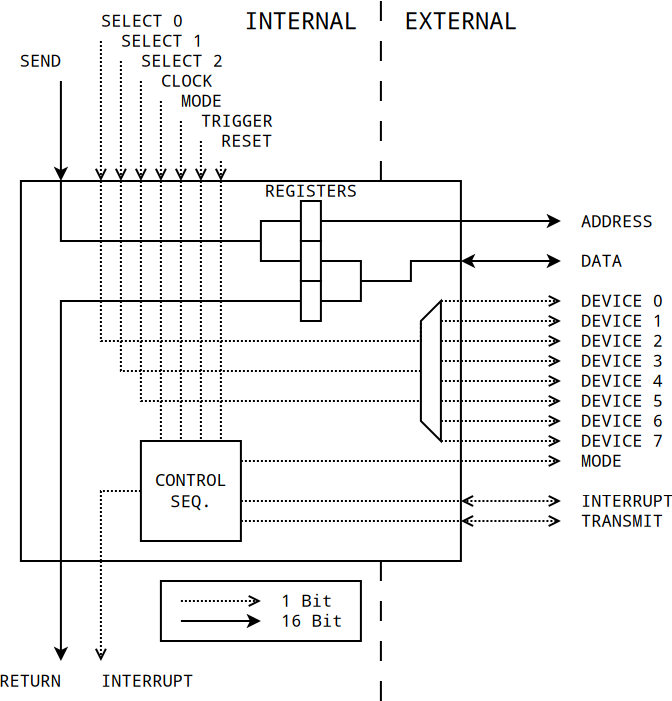 SELECT 0
INTERNAL
EXTERNAL
SELECT 1
SEND
SELECT 2
CLOCK
MODE
TRIGGER
RESET
REGISTERS
ADDRESS
DATA
DEVICE 0
DEVICE 1
DEVICE 2
DEVICE 3
DEVICE 4
DEVICE 5
DEVICE 6
DEVICE 7
MODE
CONTROL
SEQ.
INTERRUPT
TRANSMIT
1 Bit
16 Bit
RETURN
INTERRUPT